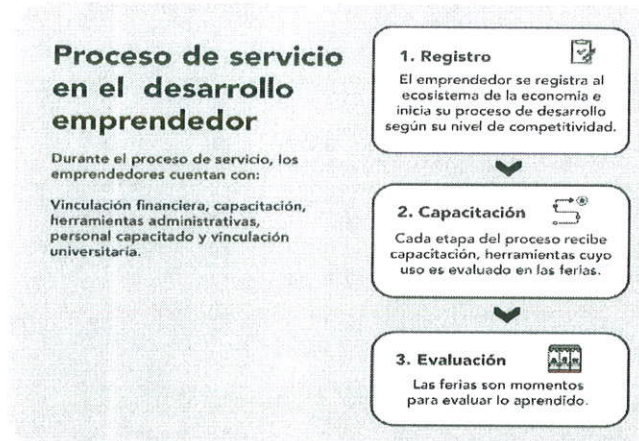 Proceso de servicio
en el desarrollo
emprendedor
Durante el proceso de servicio, los
emprendedores cuentan con:
Vinculación financiera, capacitación,
herramientas administrativas,
personal capacitado y vinculación
universitaria.
1. Registro
El emprendedor se registra al
ecosistema de la economía e
inicia su proceso de desarrollo
según su nivel de competitividad.
2. Capacitación
Cada etapa del proceso recibe
capacitación, herramientas cuyo
uso es evaluado en las ferias.
3. Evaluación
Las ferias son momentos
para evaluar lo aprendido.